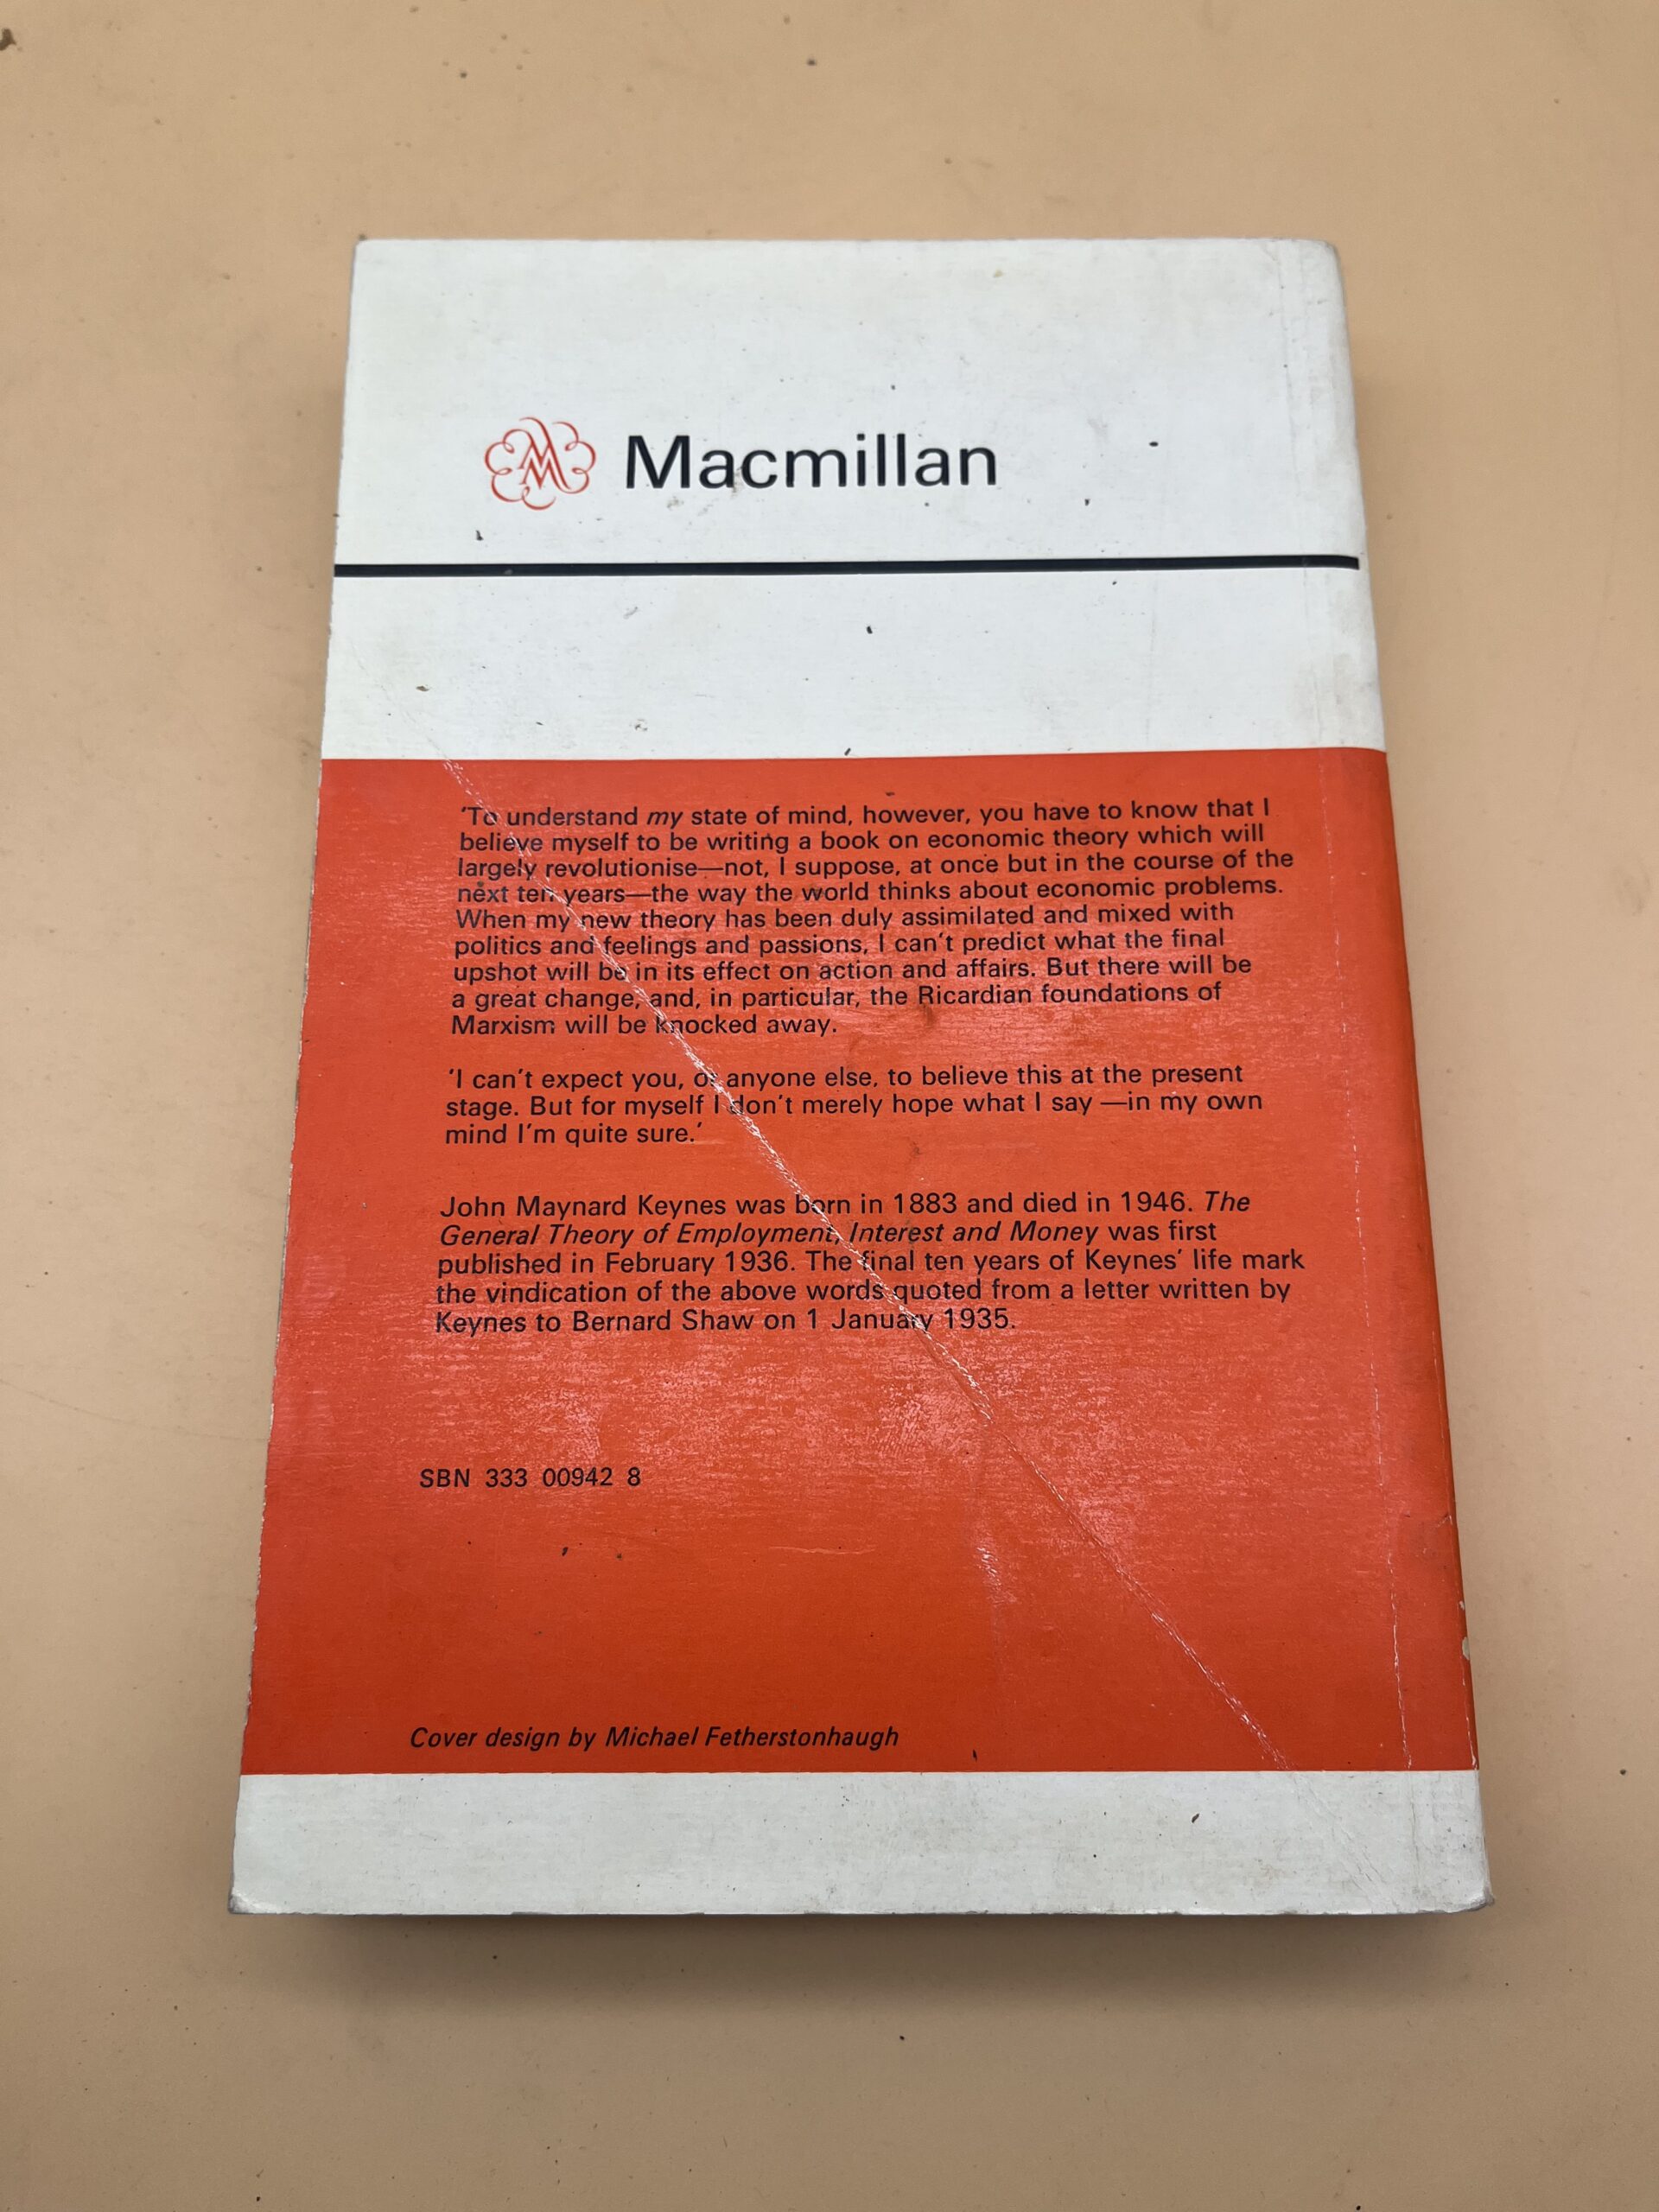 Macmillan
'To understand my state of mind, however, you have to know that I
believe myself to be writing a book on economic theory which will
largely revolutionise—not, I suppose, at once but in the course of the
next ten years—the way the world thinks about economic problems.
When my new theory has been duly assimilated and mixed with
politics and feelings and passions, I can't predict what the final
upshot will be in its effect on action and affairs. But there will be
a great change, and, in particular, the Ricardian foundations of
Marxism will be knocked away.
'I can't expect you, or anyone else, to believe this at the present
stage. But for myself I don't merely hope what I say —in my own
mind I'm quite sure.'
John Maynard Keynes was born in 1883 and died in 1946. The
General Theory of Employment, Interest and Money was first
published in February 1936. The final ten years of Keynes' life mark
the vindication of the above words quoted from a letter written by
Keynes to Bernard Shaw on 1 January 1935.
SBN 333 00942 8
Cover design by Michael Fetherstonhaugh